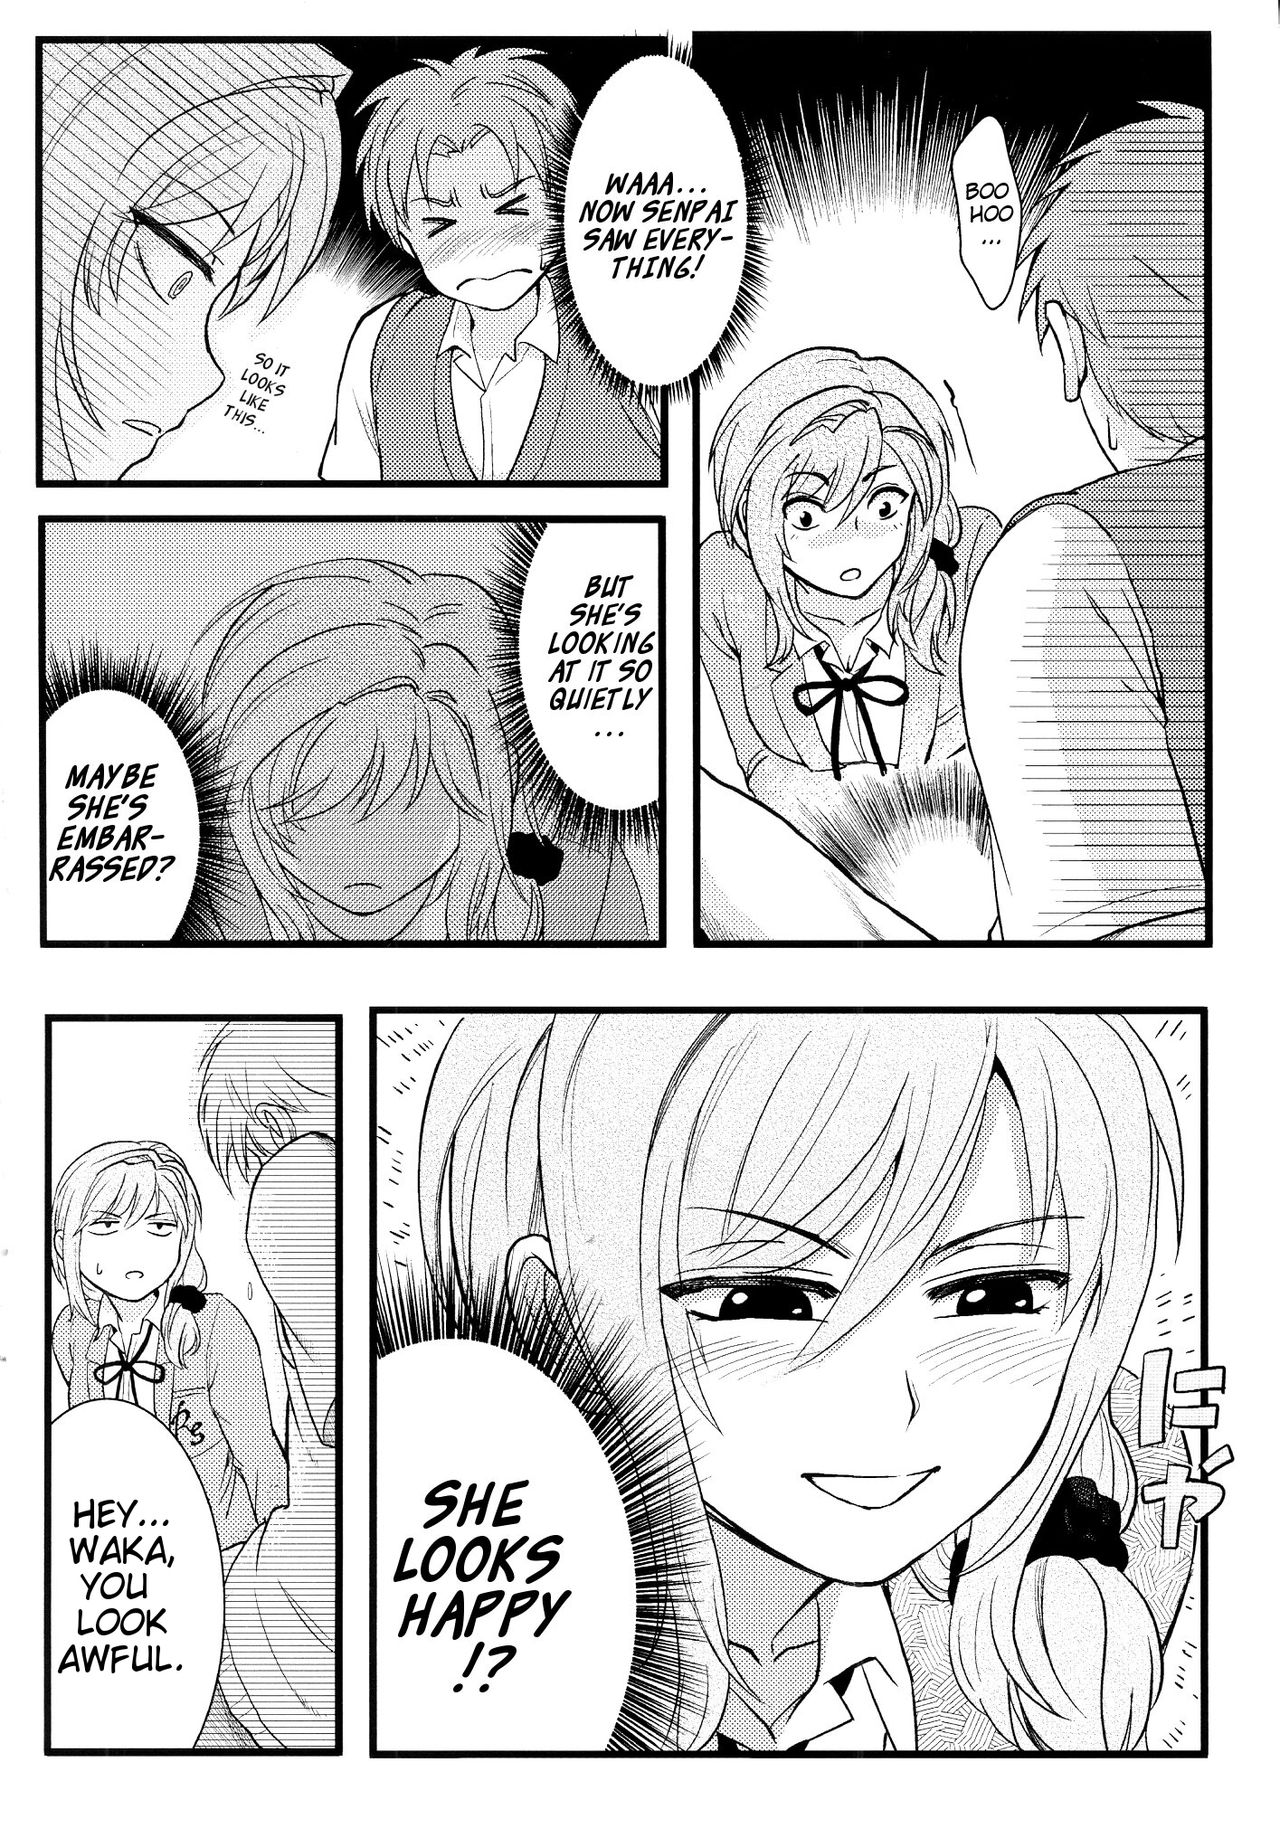 BOO
HOO
...
WAAA...
NOW SENPAI
SAW EVERY-
THING!
SO IT
LOOKS
LIKE
THIS...
BUT
SHE'S
LOOKING
AT IT SO
QUIETLY
...
MAYBE
SHE'S
EMBAR-
RASSED?
SHE
LOOKS
HAPPY
!?
ニヤ
HEY...
WAKA,
YOU
LOOK
AWFUL.